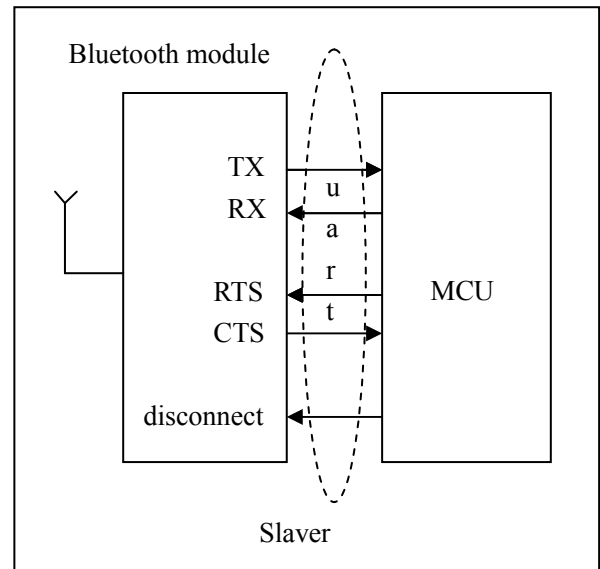 Bluetooth module
TX
RX
RTS
CTS
disconnect
u
a
r
t
MCU
Slaver